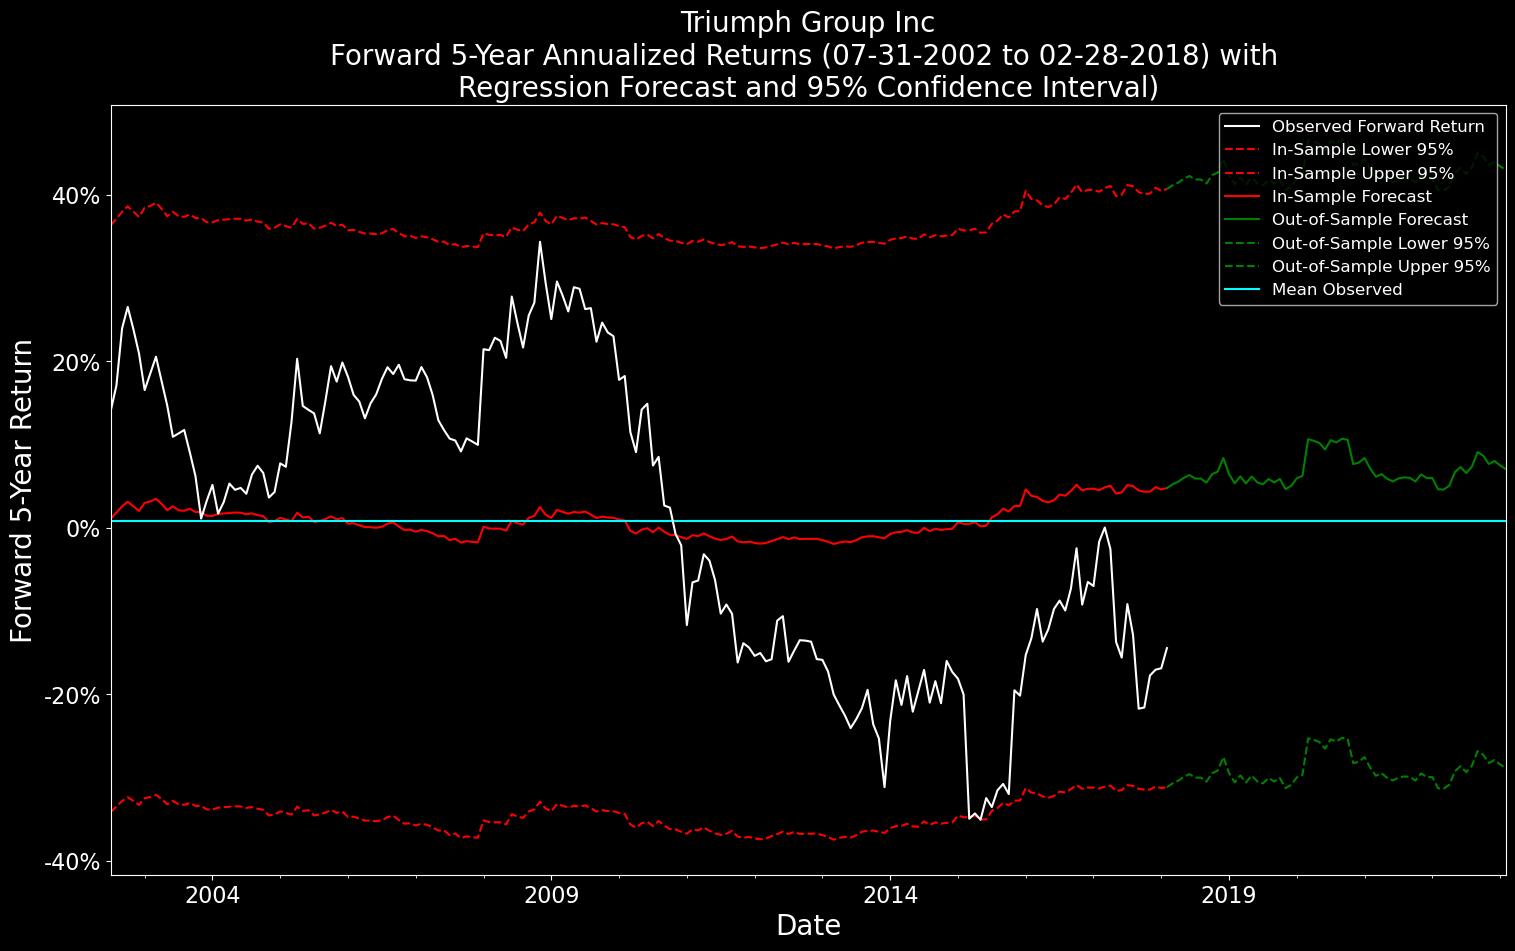 Triumph Group Inc
Forward 5-Year Annualized Returns (07-31-2002 to 02-28-2018) with
Regression Forecast and 95% Confidence Interval)
Observed Forward Return
In-Sample Lower 95%
In-Sample Upper 95%
In-Sample Forecast
Out-of-Sample Forecast
Out-of-Sample Lower 95%
Out-of-Sample Upper 95%
Mean Observed
Forward 5-Year Return
40%
20%
0%
-20%
-40%
2004
2009
2014
2019
Date